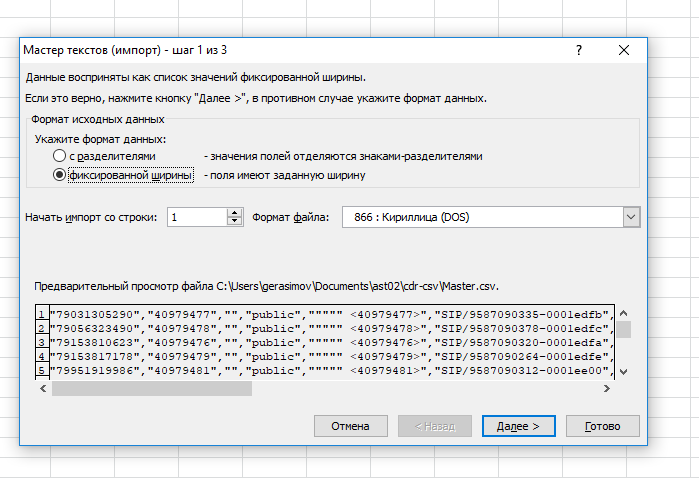 Мастер текстов (импорт) - шаг 1 из 3
Данные восприняты как список значений фиксированной ширины.
Если это верно, нажмите кнопку "Далее >", в противном случае укажите формат данных.
Формат исходных данных
Укажите формат данных:
с разделителями - значения полей отделяются знаками-разделителями
фиксированной ширины - поля имеют заданную ширину
Начать импорт со строки: 1 Формат файла: 866 : Кириллица (DOS)
Предварительный просмотр файла C:\Users\gerasimov\Documents\ast02\cdr-csv\Master.csv.
1 "79031305290","40979477","","public",""""" <40979477>","SIP/9587090335-0001edfb",
2 "79056323490","40979478","","public",""""" <40979478>","SIP/9587090378-0001edfc",
3 "79153810623","40979476","","public",""""" <40979476>","SIP/9587090320-0001edfa",
4 "79153817178","40979479","","public",""""" <40979479>","SIP/9587090264-0001edfe",
5 "79951919986","40979481","","public",""""" <40979481>","SIP/9587090312-0001ee00",
Отмена < Назад Далее > Готово